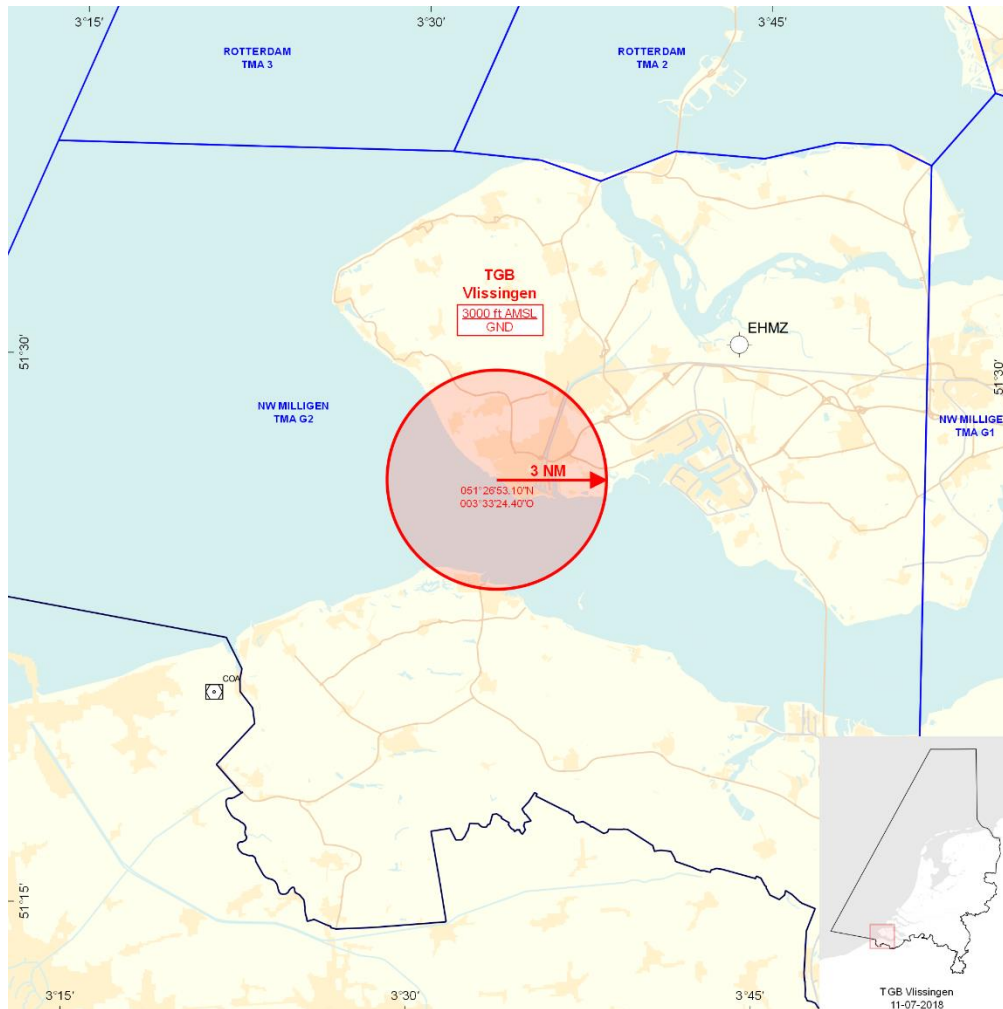 3°15'
3°30'
3°45'
ROTTERDAM
TMA 3
ROTTERDAM
TMA 2
TGB
Vlissingen
3000 ft AMSL
GND
EHMZ
51°30'
51°30'
NW MILLIGEN
TMA G2
NW MILLIGE
TMA G1
3 NM
051°26'53.10"N
003°33'24.40"O
COA
51°15'
3°15'
3°30'
3°45'
TGB Vlissingen
11-07-2018